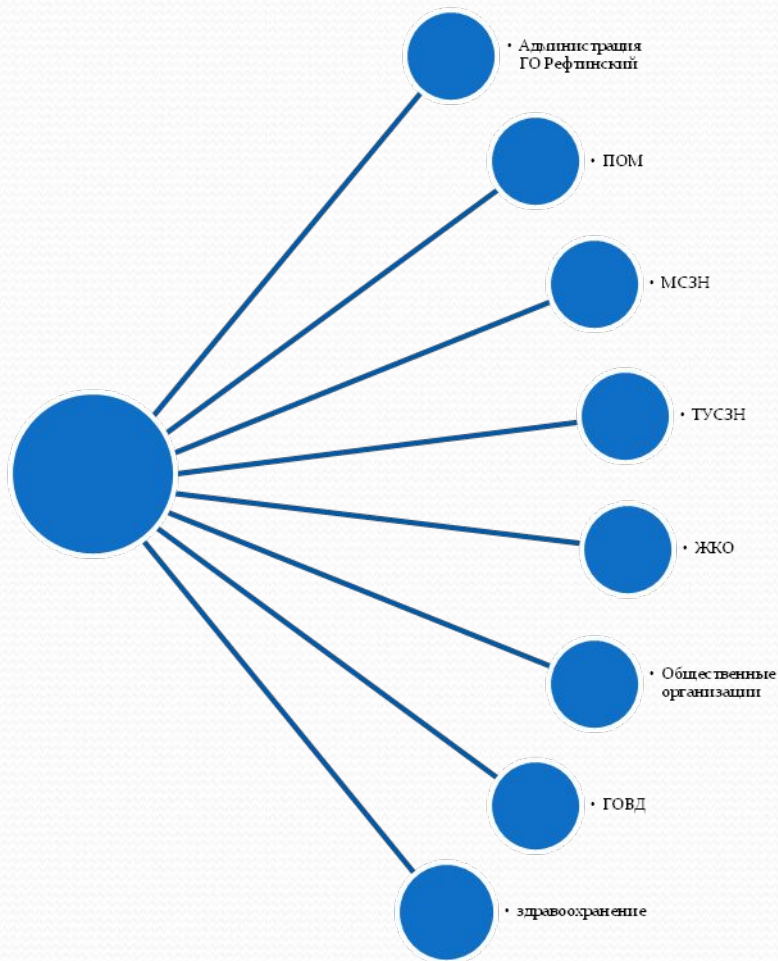 • Администрация
ГО Рефтинский
• ПОМ
• МСЗН
• ТУСЗН
• ЖКО
• Общественные
организации
• ГОВД
• здравоохранение